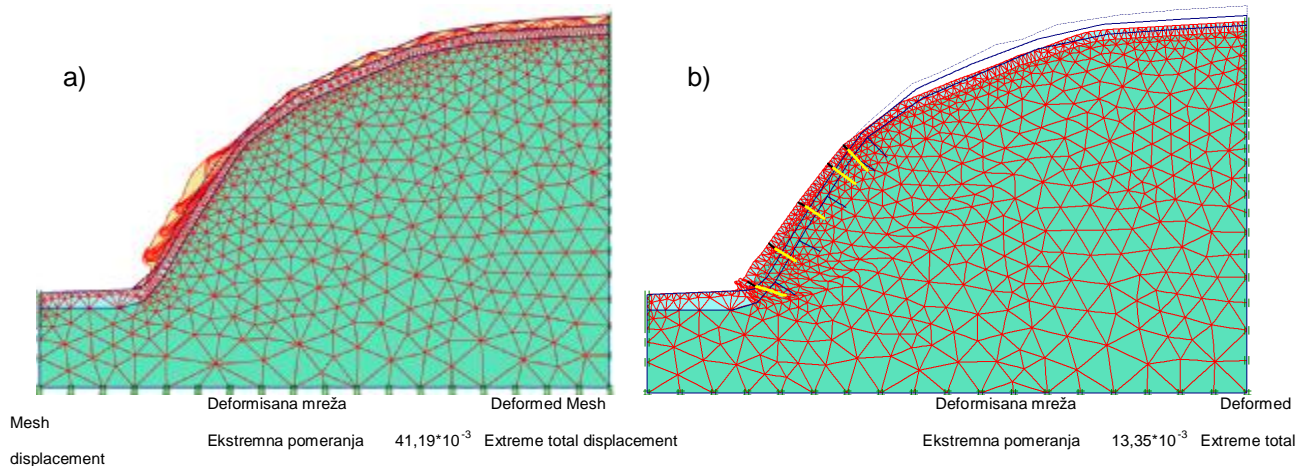 a)
b)
Deformisana mreža Deformed Mesh Deformisana mreža Deformed
Mesh
Ekstremna pomeranja 41,19*10⁻³ Extreme total displacement Ekstremna pomeranja 13,35*10⁻³ Extreme total
displacement